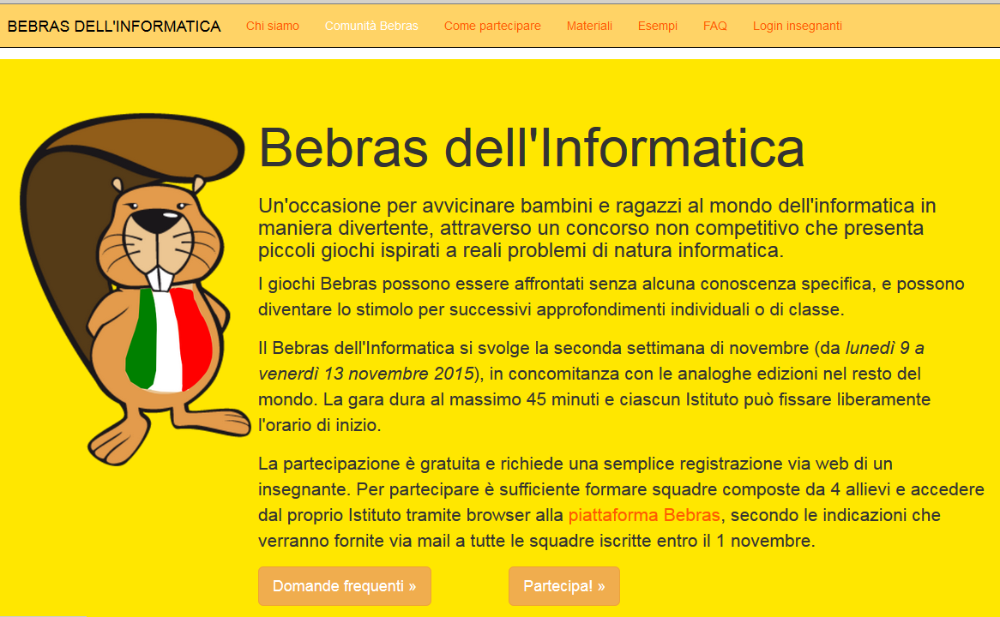 BEBRAS DELL'INFORMATICA Chi siamo Comunità Bebras Come partecipare Materiali Esempi FAQ Login insegnanti
Bebras dell'Informatica
Un'occasione per avvicinare bambini e ragazzi al mondo dell'informatica in
maniera divertente, attraverso un concorso non competitivo che presenta
piccoli giochi ispirati a reali problemi di natura informatica.
I giochi Bebras possono essere affrontati senza alcuna conoscenza specifica, e possono
diventare lo stimolo per successivi approfondimenti individuali o di classe.
Il Bebras dell'Informatica si svolge la seconda settimana di novembre (da lunedì 9 a
venerdì 13 novembre 2015), in concomitanza con le analoghe edizioni nel resto del
mondo. La gara dura al massimo 45 minuti e ciascun Istituto può fissare liberamente
l'orario di inizio.
La partecipazione è gratuita e richiede una semplice registrazione via web di un
insegnante. Per partecipare è sufficiente formare squadre composte da 4 allievi e accedere
dal proprio Istituto tramite browser alla piattaforma Bebras, secondo le indicazioni che
verranno fornite via mail a tutte le squadre iscritte entro il 1 novembre.
Domande frequenti » Partecipa! »